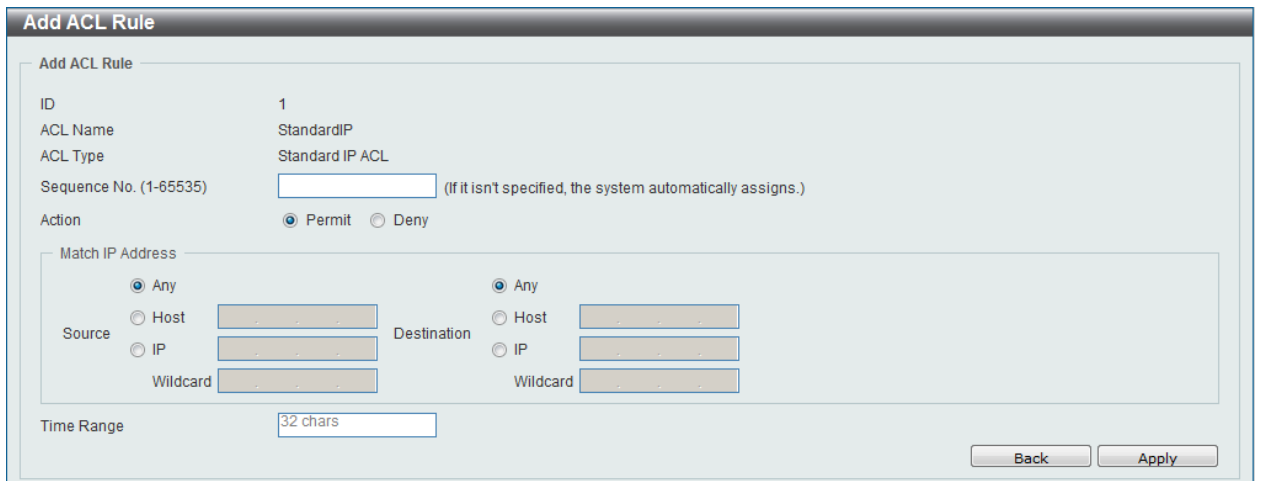 Add ACL Rule
Add ACL Rule
ID 1
ACL Name StandardIP
ACL Type Standard IP ACL
Sequence No. (1-65535) (If it isn't specified, the system automatically assigns.)
Action Permit Deny
Match IP Address
Any Any
Host Host
Source Destination
IP IP
Wildcard Wildcard
Time Range 32 chars
Back Apply